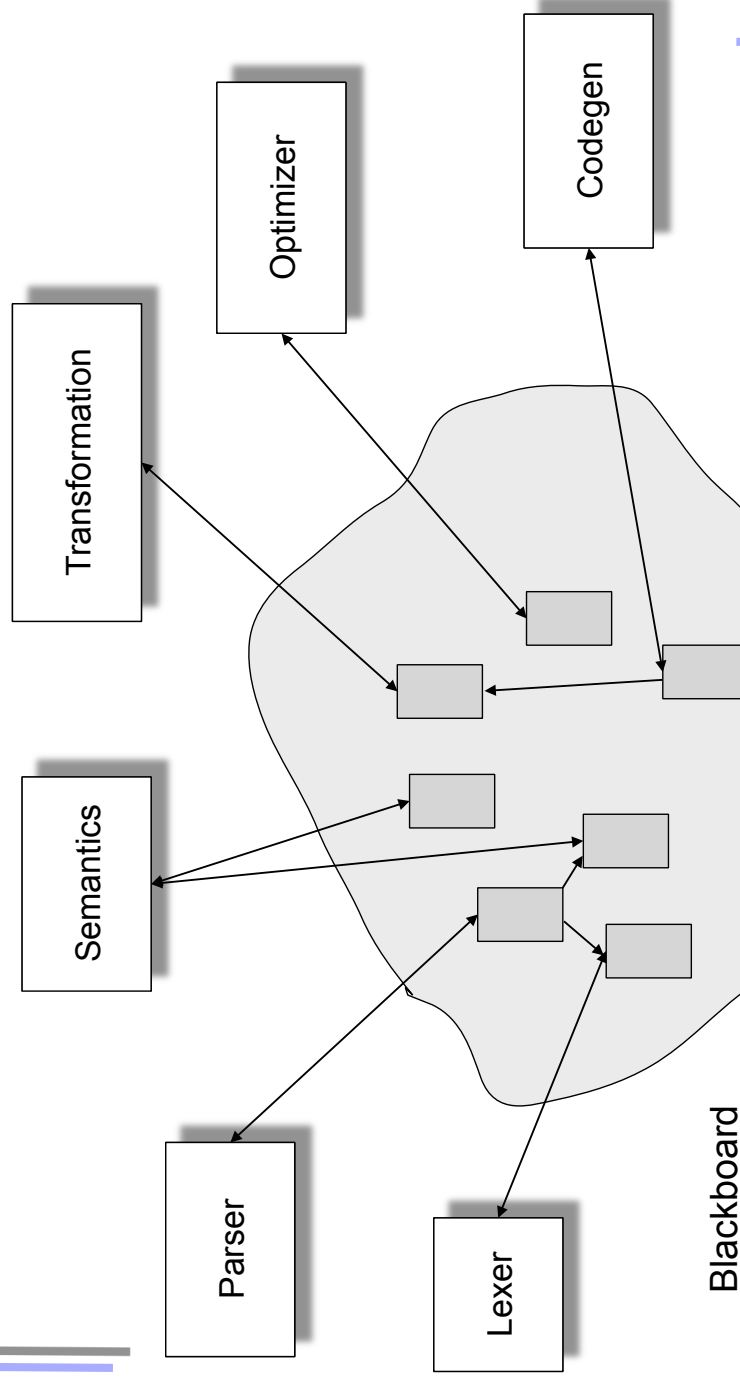 Transformation
Semantics
Optimizer
Parser
Codegen
Lexer
Blackboard